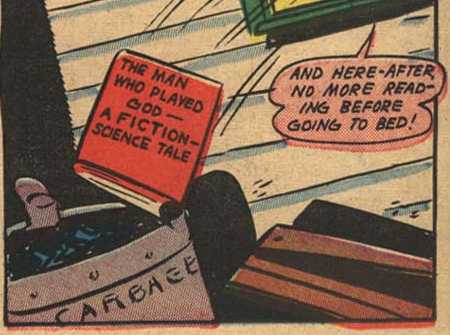 THE MAN
WHO PLAYED
GOD—
A FICTION-
SCIENCE TALE
AND HERE-AFTER,
NO MORE READ-
ING BEFORE
GOING TO BED!
GARBAGE